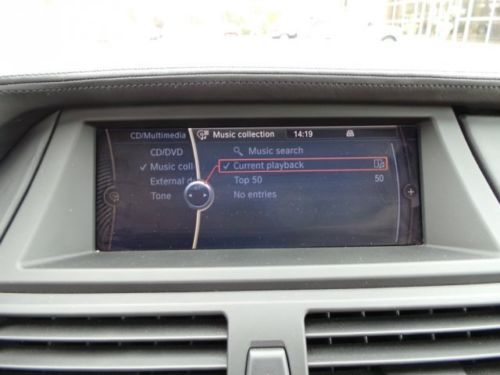 CD/Multimedia Music collection 14:19
CD/DVD Music search
Music coll Current playback
External d Top 50 50
Tone No entries